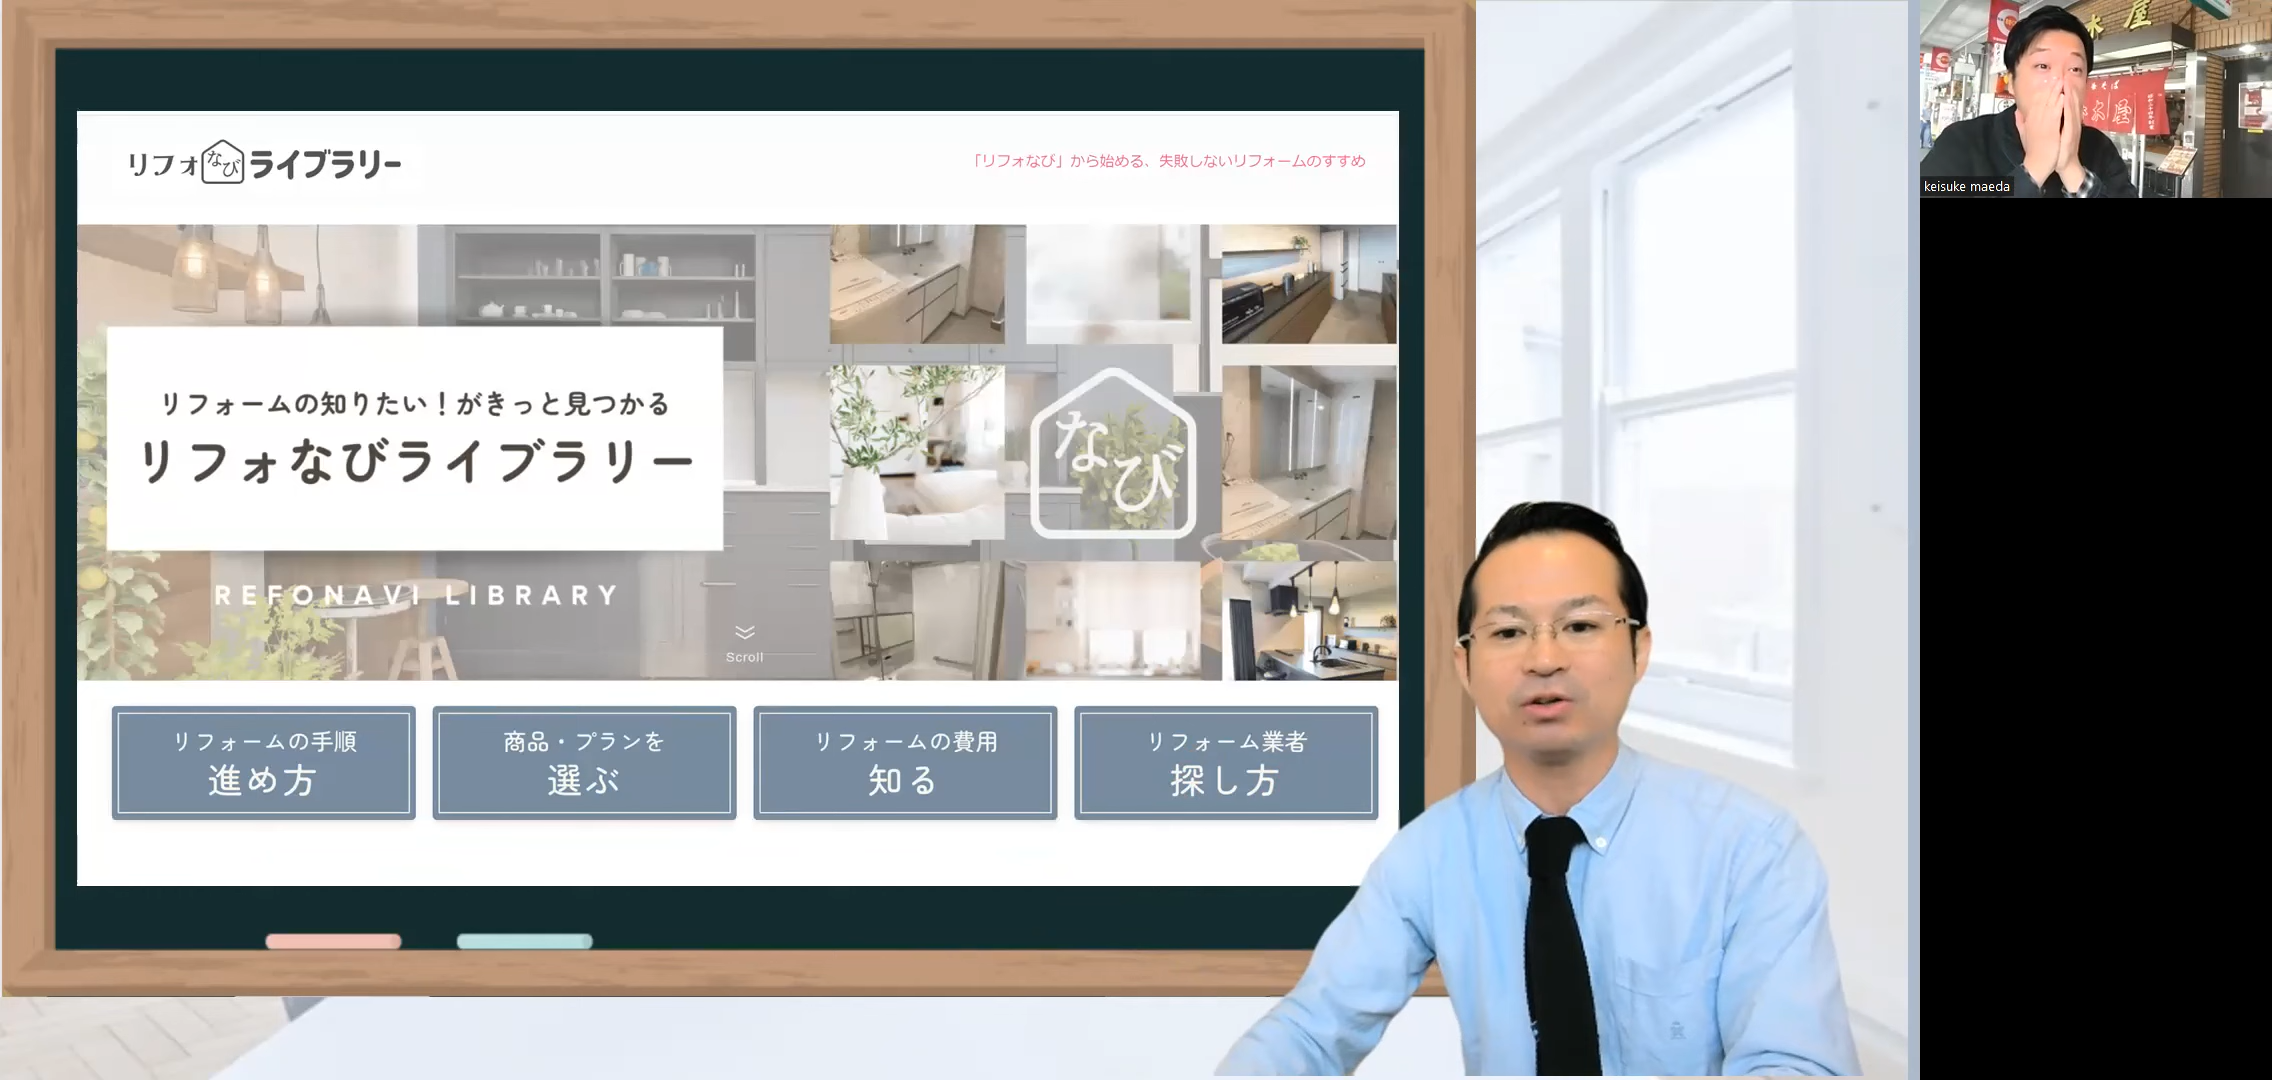 リフォなびライブラリー
「リフォなび」から始める、失敗しないリフォームのすすめ
リフォームの知りたい！がきっと見つかる
リフォなびライブラリー
REFONAVI LIBRARY
なび
Scroll
リフォームの手順
進め方
商品・プランを
選ぶ
リフォームの費用
知る
リフォーム業者
探し方
木屋
keisuke maeda